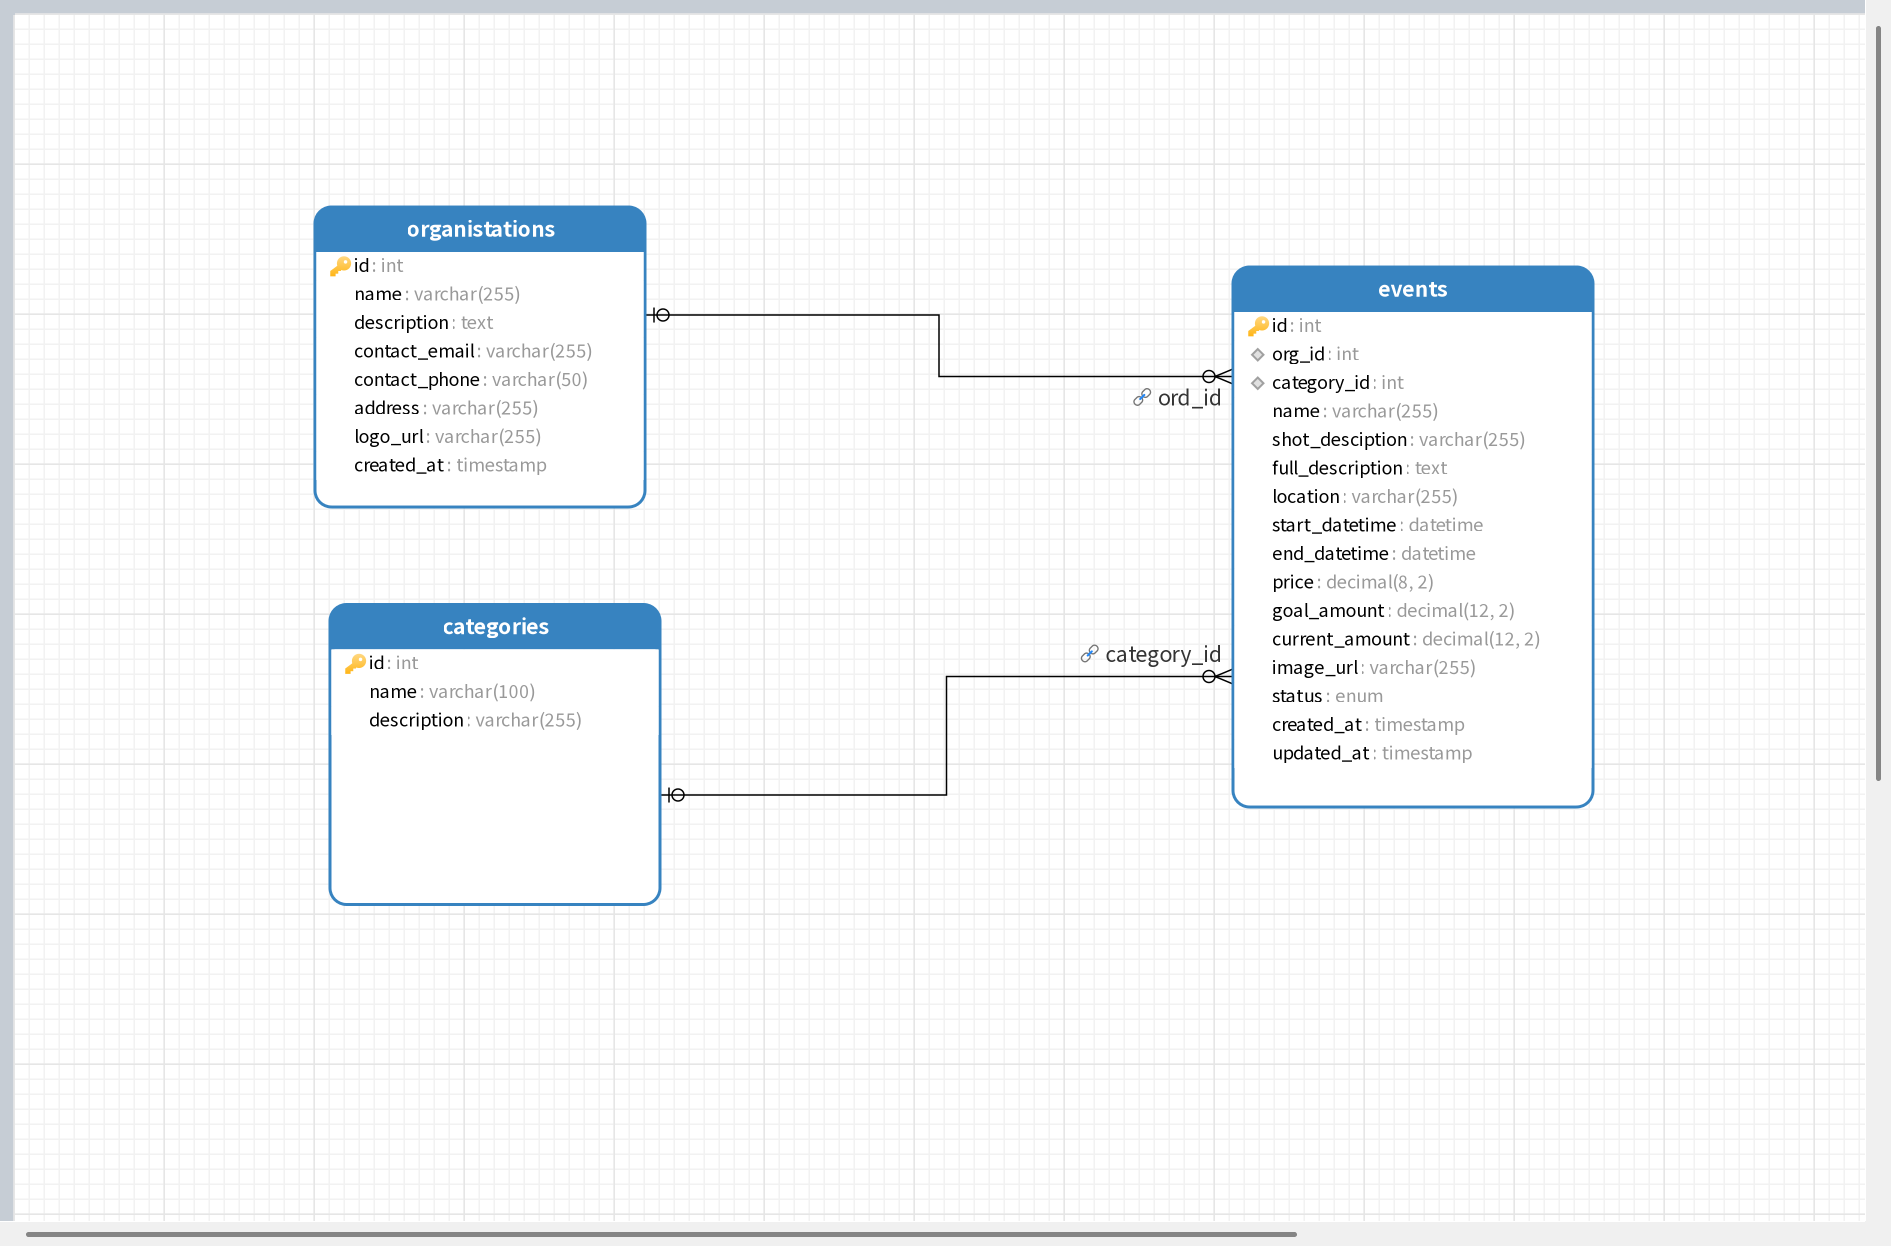 organistations
id : int
name : varchar(255)
description : text
contact_email : varchar(255)
contact_phone : varchar(50)
address : varchar(255)
logo_url : varchar(255)
created_at : timestamp
categories
id : int
name : varchar(100)
description : varchar(255)
ord_id
category_id
events
id : int
org_id : int
category_id : int
name : varchar(255)
shot_desciption : varchar(255)
full_description : text
location : varchar(255)
start_datetime : datetime
end_datetime : datetime
price : decimal(8, 2)
goal_amount : decimal(12, 2)
current_amount : decimal(12, 2)
image_url : varchar(255)
status : enum
created_at : timestamp
updated_at : timestamp